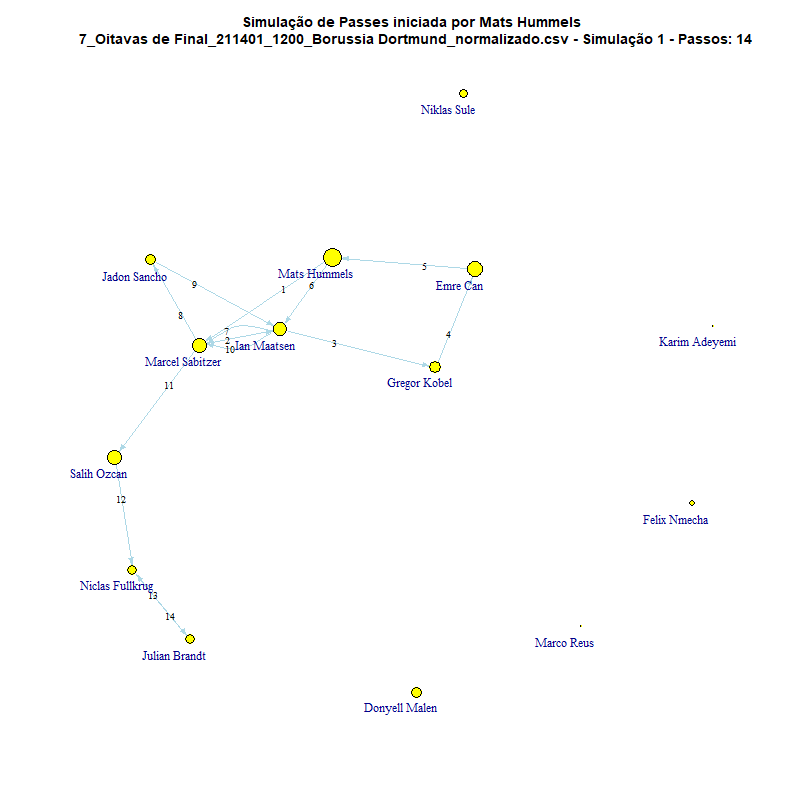 Simulação de Passes iniciada por Mats Hummels
7_Oitavas de Final_211401_1200_Borussia Dortmund_normalizado.csv - Simulação 1 - Passos: 14
Niklas Sule
Jadon Sancho
Mats Hummels
5
Emre Can
9
1
6
8
7
2
10
Ian Maatsen
3
4
Karim Adeyemi
Marcel Sabitzer
Gregor Kobel
11
Salih Ozcan
12
Felix Nmecha
Niclas Fullkrug
13
14
Marco Reus
Julian Brandt
Donyell Malen